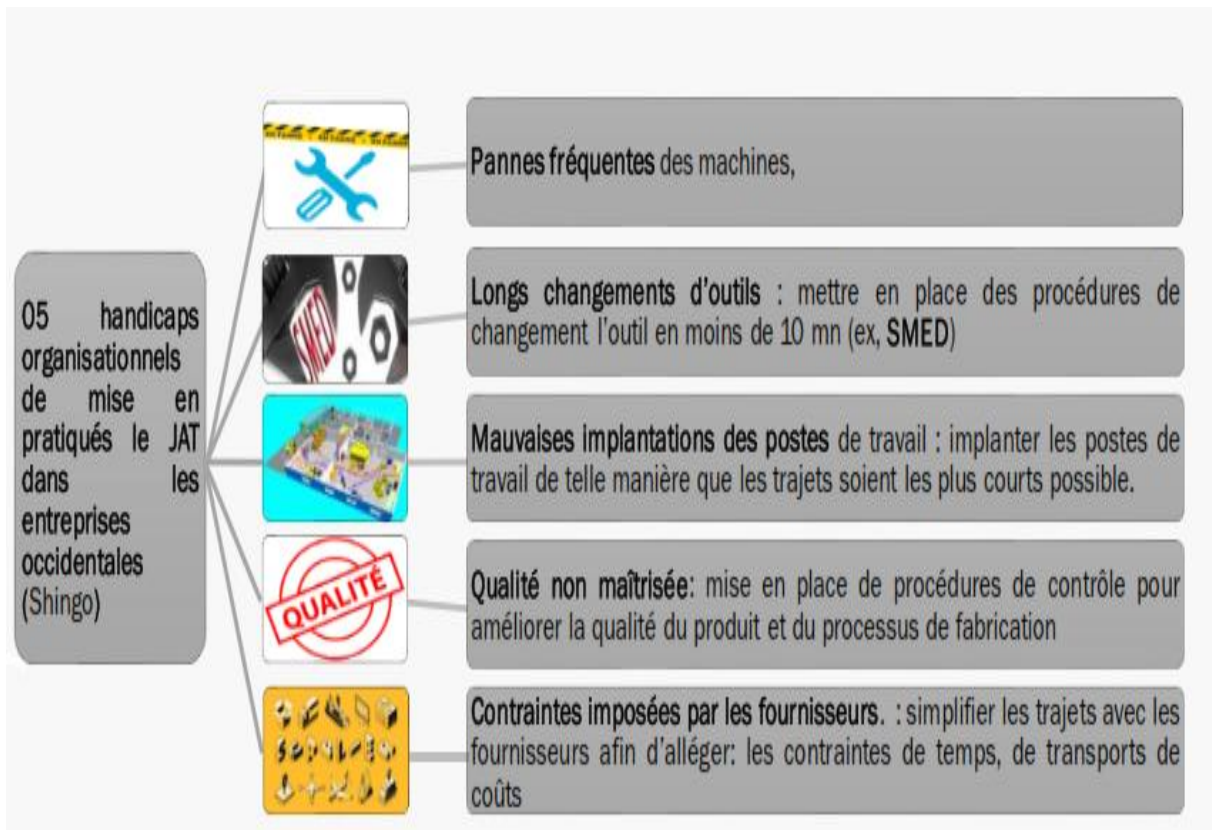 EN PANNE
Pannes fréquentes des machines,
05 handicaps
organisationnels
de mise en
pratiqués le JAT
dans les
entreprises
occidentales
(Shingo)
SMED
Longs changements d'outils : mettre en place des procédures de
changement l'outil en moins de 10 mn (ex, SMED)
Mauvaises implantations des postes de travail : implanter les postes de
travail de telle manière que les trajets soient les plus courts possible.
QUALITÉ
Qualité non maîtrisée: mise en place de procédures de contrôle pour
améliorer la qualité du produit et du processus de fabrication
Contraintes imposées par les fournisseurs. : simplifier les trajets avec les
fournisseurs afin d'alléger: les contraintes de temps, de transports de
coûts